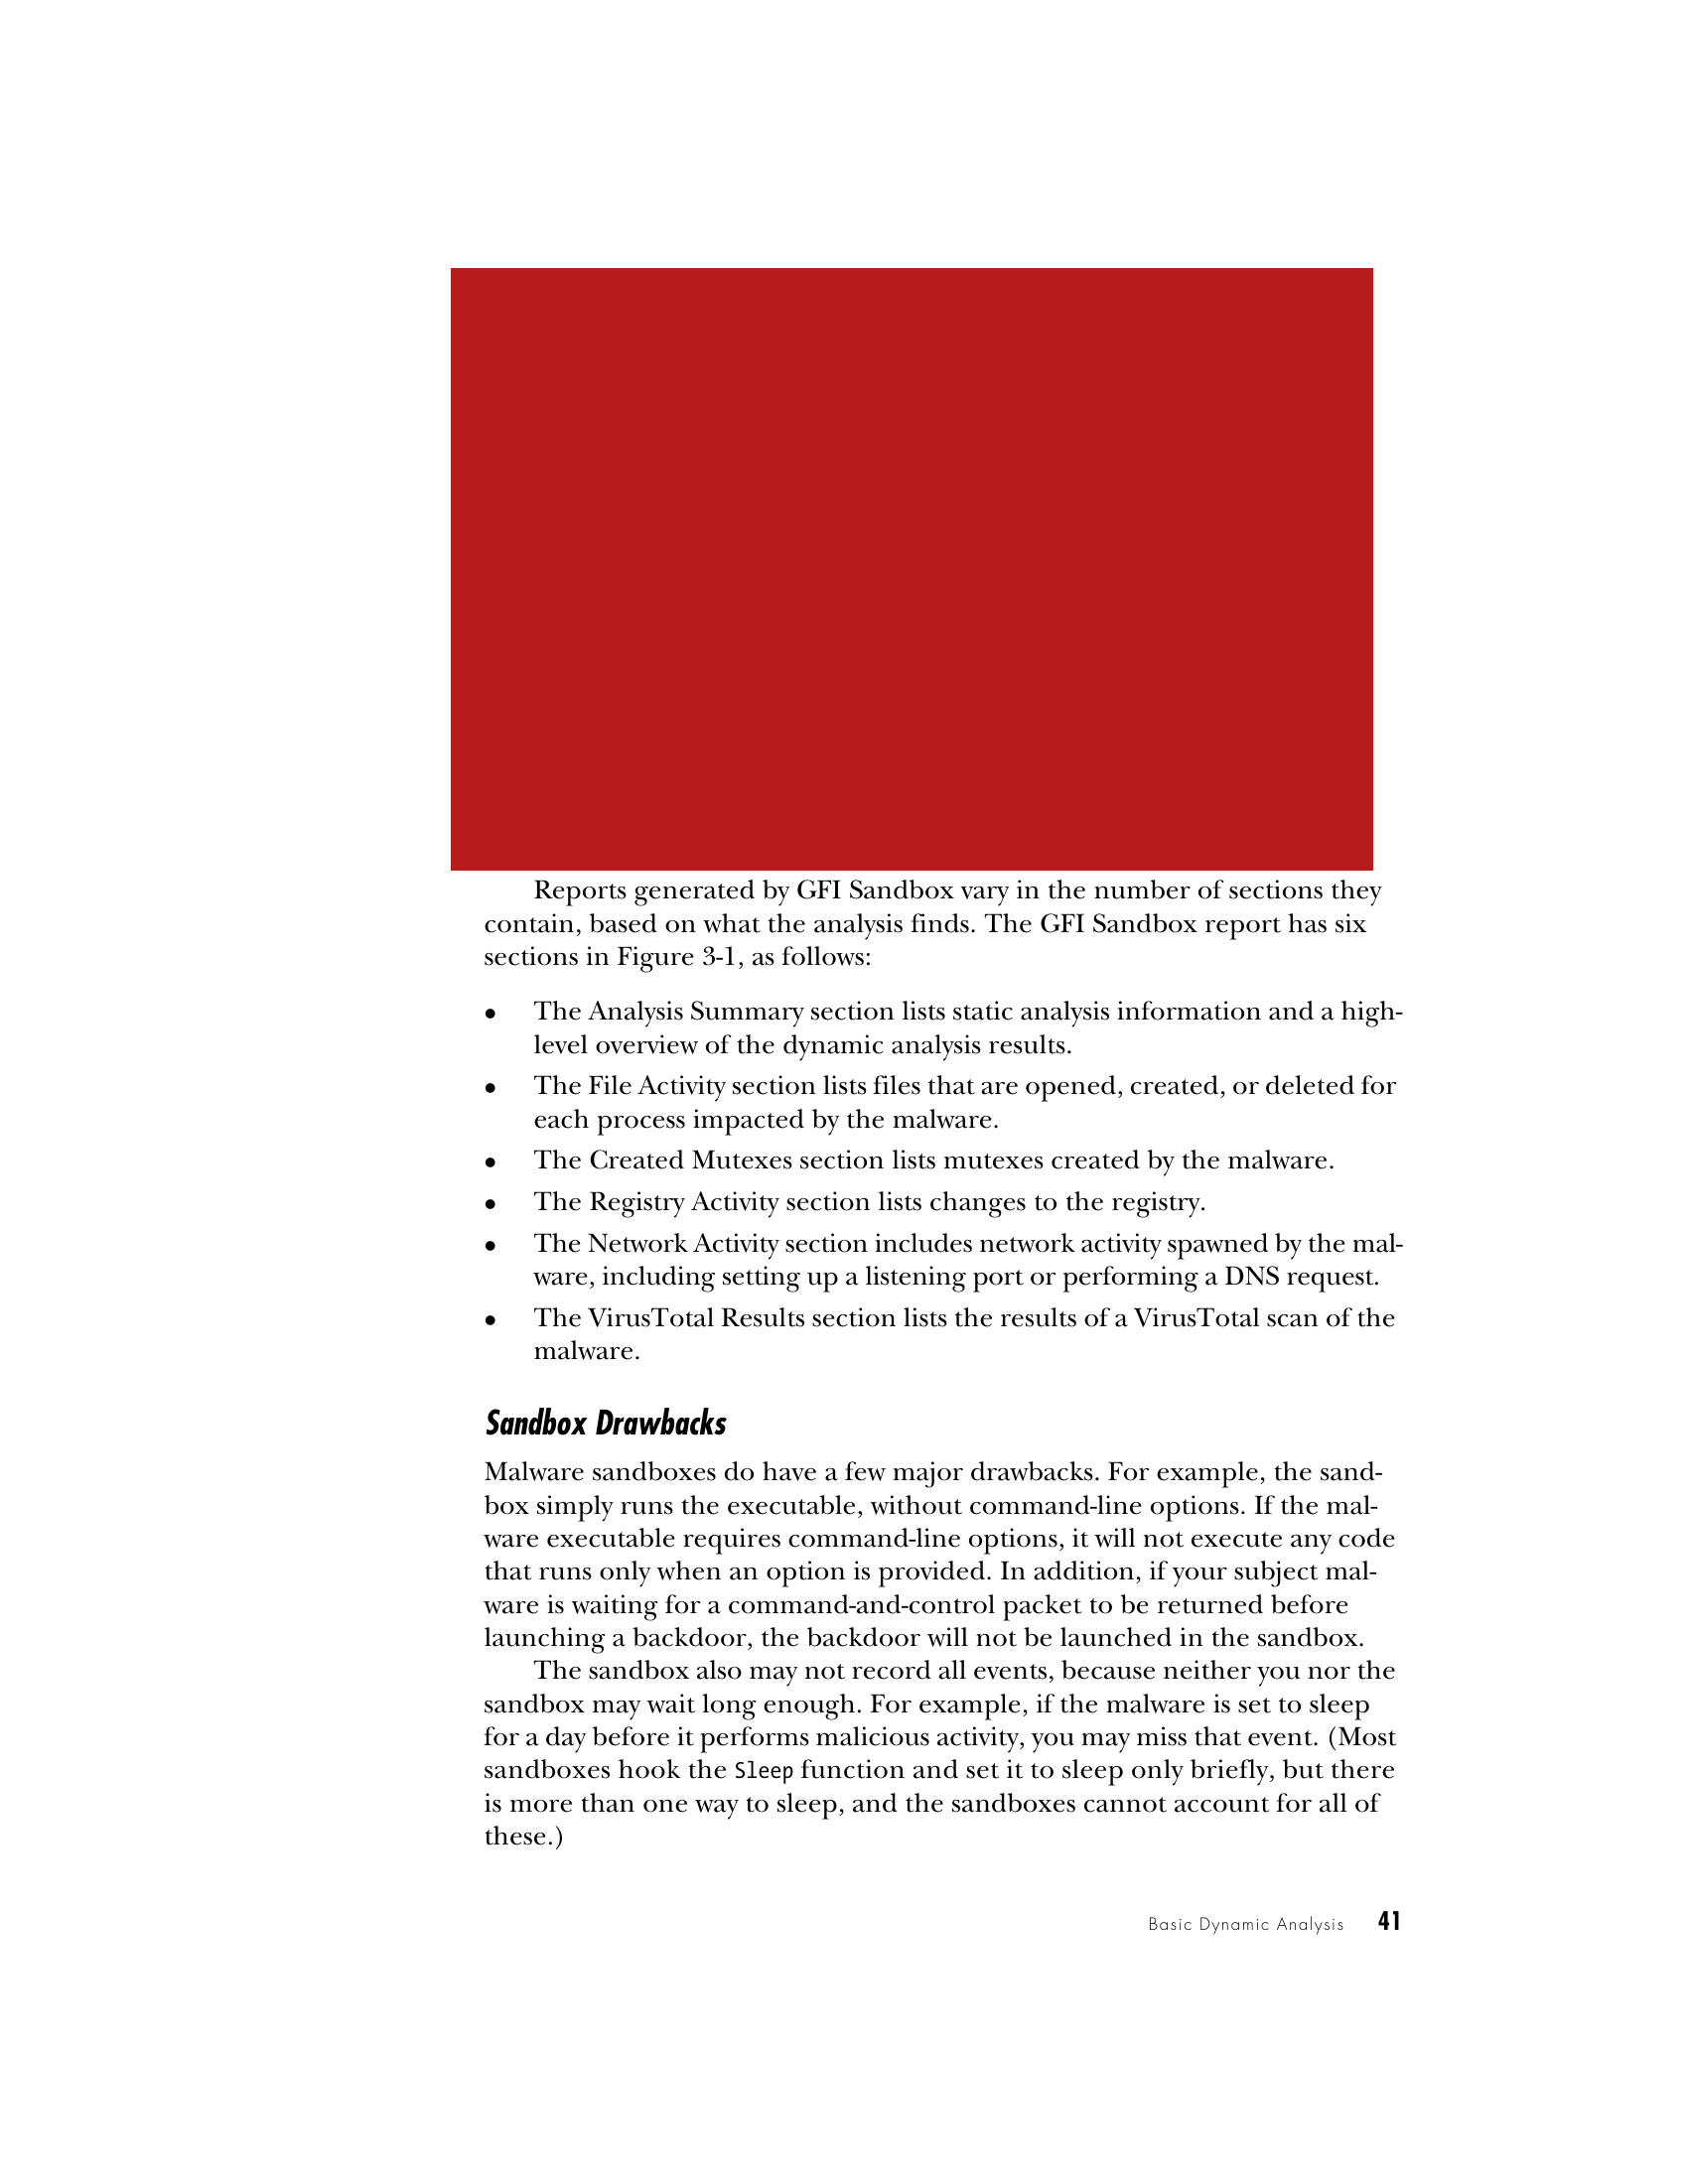 Reports generated by GFI Sandbox vary in the number of sections they
contain, based on what the analysis finds. The GFI Sandbox report has six
sections in Figure 3-1, as follows:
● The Analysis Summary section lists static analysis information and a high-
level overview of the dynamic analysis results.
● The File Activity section lists files that are opened, created, or deleted for
each process impacted by the malware.
● The Created Mutexes section lists mutexes created by the malware.
● The Registry Activity section lists changes to the registry.
● The Network Activity section includes network activity spawned by the mal-
ware, including setting up a listening port or performing a DNS request.
● The VirusTotal Results section lists the results of a VirusTotal scan of the
malware.
Sandbox Drawbacks
Malware sandboxes do have a few major drawbacks. For example, the sand-
box simply runs the executable, without command-line options. If the mal-
ware executable requires command-line options, it will not execute any code
that runs only when an option is provided. In addition, if your subject mal-
ware is waiting for a command-and-control packet to be returned before
launching a backdoor, the backdoor will not be launched in the sandbox.
The sandbox also may not record all events, because neither you nor the
sandbox may wait long enough. For example, if the malware is set to sleep
for a day before it performs malicious activity, you may miss that event. (Most
sandboxes hook the Sleep function and set it to sleep only briefly, but there
is more than one way to sleep, and the sandboxes cannot account for all of
these.)
Basic Dynamic Analysis 41